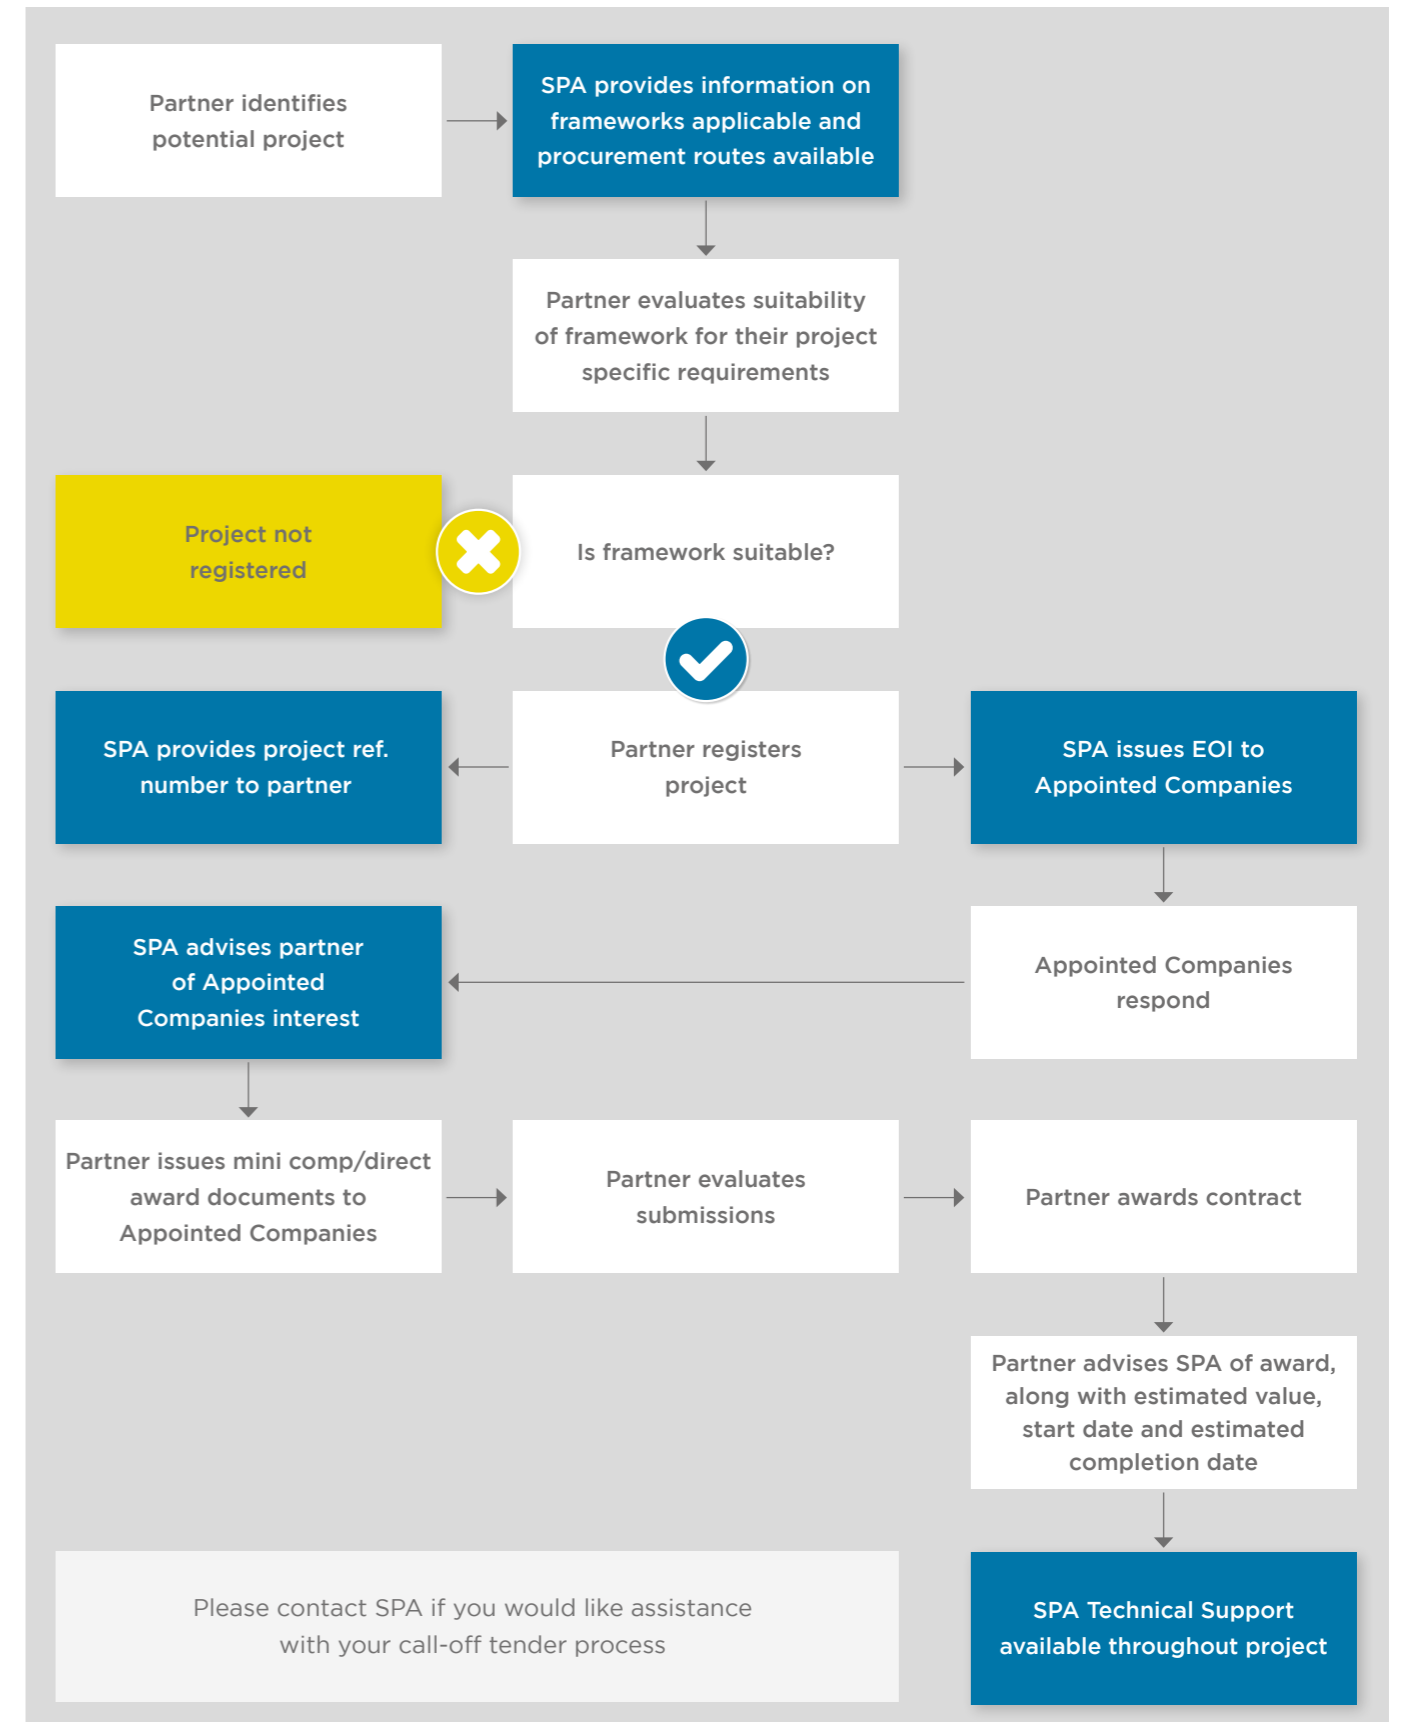 Partner identifies
potential project
SPA provides information on
frameworks applicable and
procurement routes available
Partner evaluates suitability
of framework for their project
specific requirements
Project not
registered
Is framework suitable?
SPA provides project ref.
number to partner
Partner registers
project
SPA issues EOI to
Appointed Companies
SPA advises partner
of Appointed
Companies interest
Appointed Companies
respond
Partner issues mini comp/direct
award documents to
Appointed Companies
Partner evaluates
submissions
Partner awards contract
Partner advises SPA of award,
along with estimated value,
start date and estimated
completion date
Please contact SPA if you would like assistance
with your call-off tender process
SPA Technical Support
available throughout project